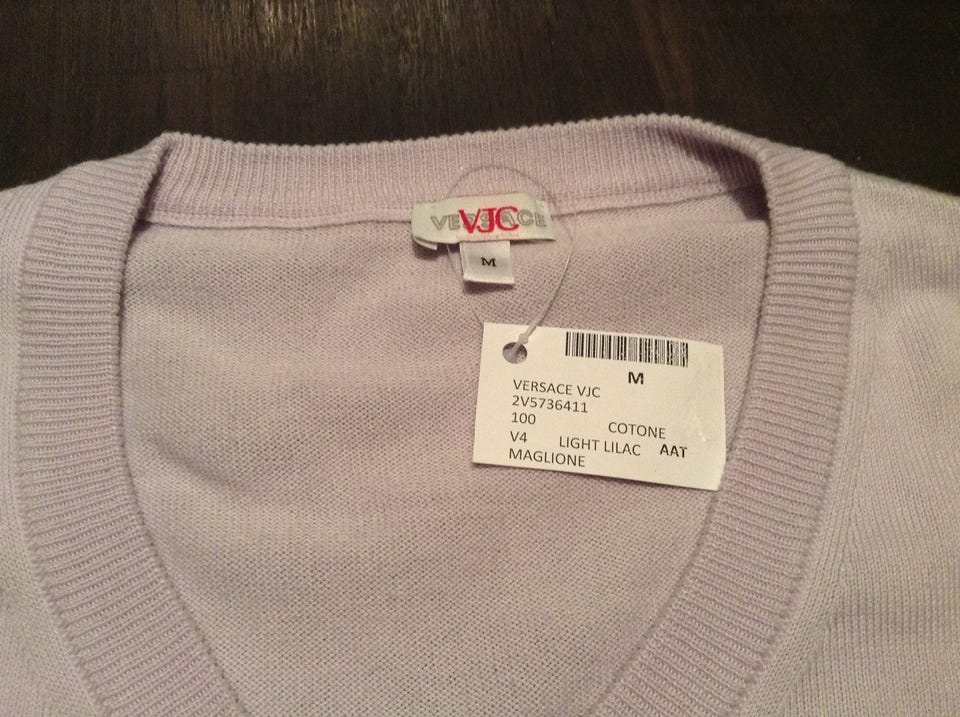 VERSACE
VJC
M
M
VERSACE VJC
2V5736411
100 COTONE
V4 LIGHT LILAC AAT
MAGLIONE